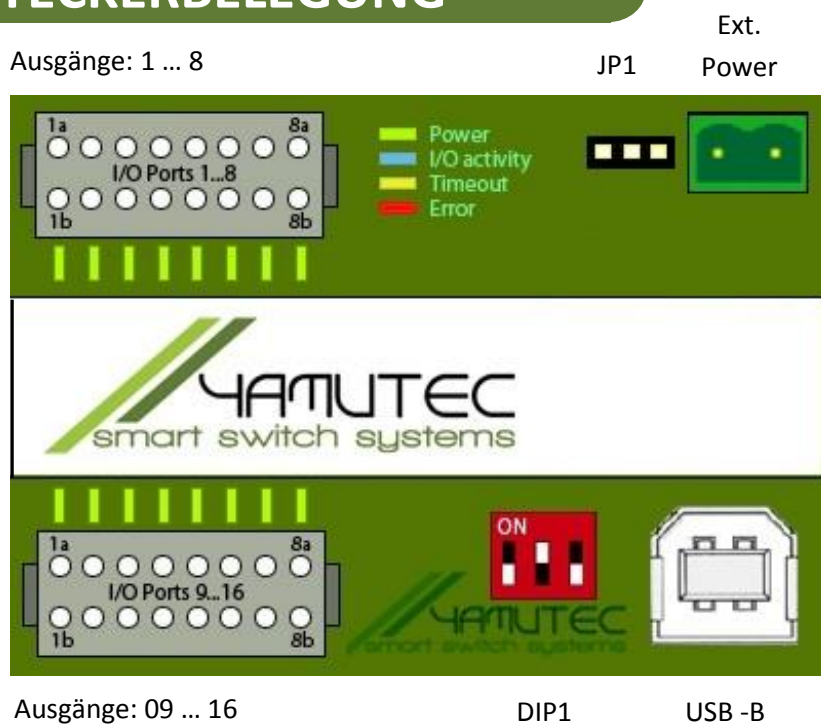 TECKERBELEGUNG
Ausgänge: 1 … 8
JP1
Ext.
Power
1a
8a
I/O Ports 1...8
1b
8b
Power
I/O activity
Timeout
Error
YAMUTEC
smart switch systems
1a
8a
I/O Ports 9...16
1b
8b
ON
YAMUTEC
smart switch systems
Ausgänge: 09 … 16
DIP1
USB -B